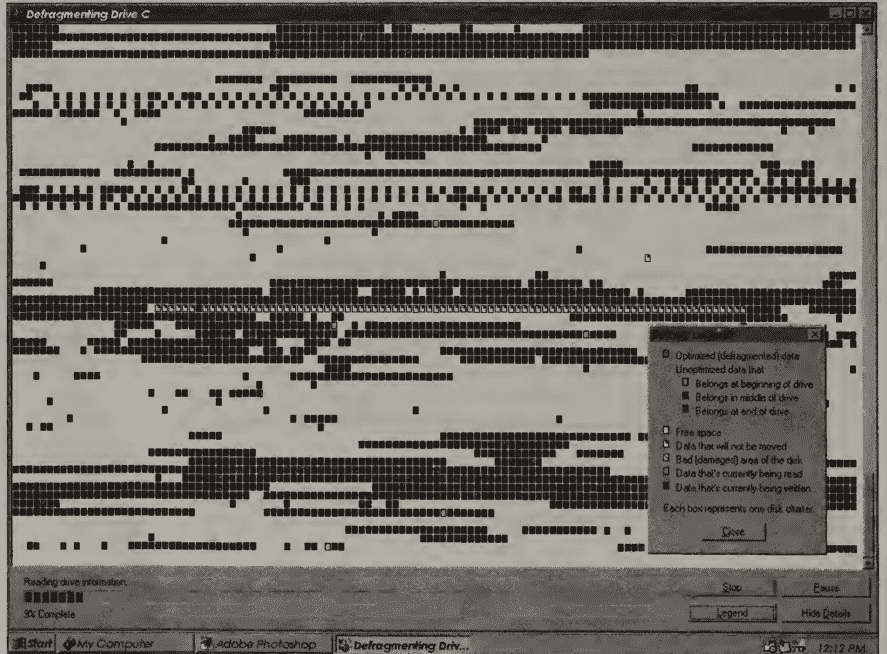 Defragmenting Drive C
Optimized (defragmented) data
Unoptimized data that
Belongs at beginning of drive
Belongs in middle of drive
Belongs at end of drive
Free space
Data that will not be moved
Bad (damaged) area of the disk
Data that's currently being read
Data that's currently being written
Each box represents one disk cluster.
Close
Reading drive information:
3% Complete
Stop
Pause
Legend
Hide Details
Start
My Computer
Adobe Photoshop
Defragmenting Driv...
12:12 PM